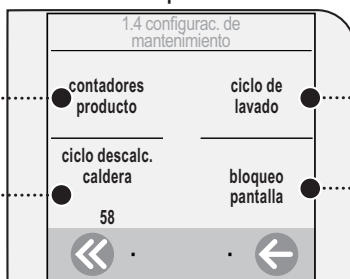 1.4 configurac. de
mantenimiento
contadores
producto
ciclo de
lavado
ciclo descalc.
caldera
58
bloqueo
pantalla